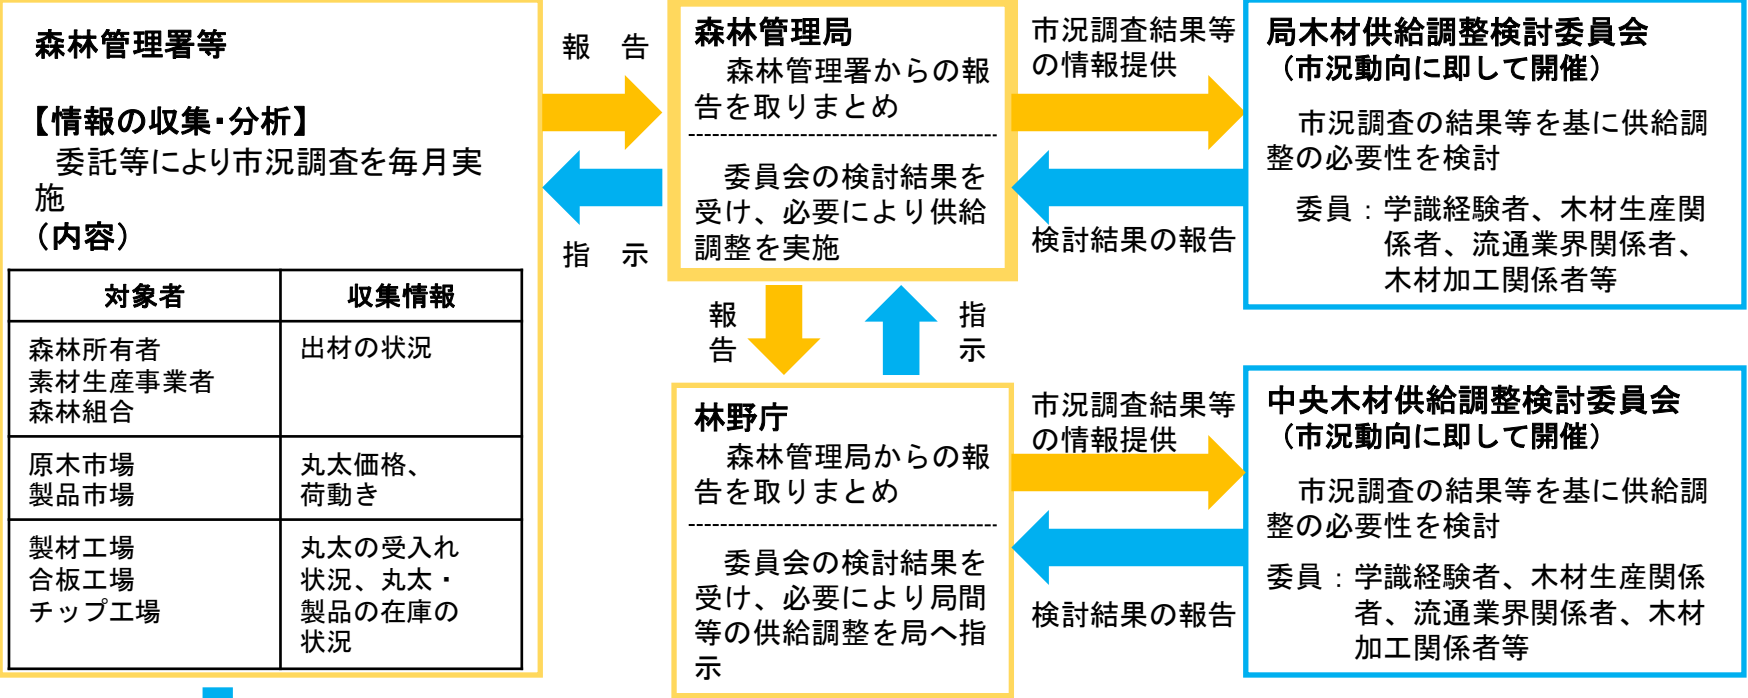 森林管理署等
【情報の収集・分析】
委託等により市況調査を毎月実
施
（内容）
対象者 収集情報
森林所有者 出材の状況
素材生産事業者
森林組合
原木市場 丸太価格、
製品市場 荷動き
製材工場 丸太の受入れ
合板工場 状況、丸太・
チップ工場 製品の在庫の
状況
報 告
指 示
森林管理局
森林管理署からの報
告を取りまとめ
委員会の検討結果を
受け、必要により供給
調整を実施
市況調査結果等
の情報提供
検討結果の報告
局木材供給調整検討委員会
（市況動向に即して開催）
市況調査の結果等を基に供給調
整の必要性を検討
委員：学識経験者、木材生産関
係者、流通業界関係者、
木材加工関係者等
報
告
指
示
林野庁
森林管理局からの報
告を取りまとめ
委員会の検討結果を
受け、必要により局間
等の供給調整を局へ指
示
市況調査結果等
の情報提供
検討結果の報告
中央木材供給調整検討委員会
（市況動向に即して開催）
市況調査の結果等を基に供給調
整の必要性を検討
委員：学識経験者、木材生産関係
者、流通業界関係者、木材
加工関係者等